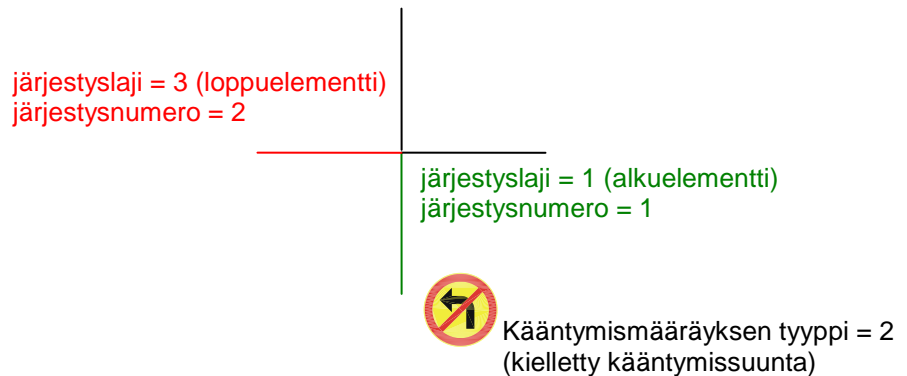 järjestyslaji = 3 (loppuelementti)
järjestysnumero = 2
järjestyslaji = 1 (alkuelementti)
järjestysnumero = 1
Kääntymismääräyksen tyyppi = 2
(kielletty kääntymissuunta)